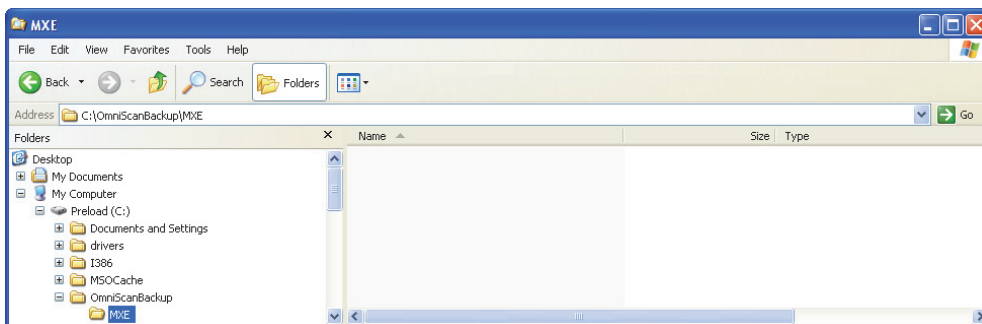 MXE
File Edit View Favorites Tools Help
Back Search Folders
Address C:\OmniScanBackup\MXE Go
Folders Name Size Type
Desktop
My Documents
My Computer
Preload (C:)
Documents and Settings
drivers
I386
MSOCache
OmniScanBackup
MXE